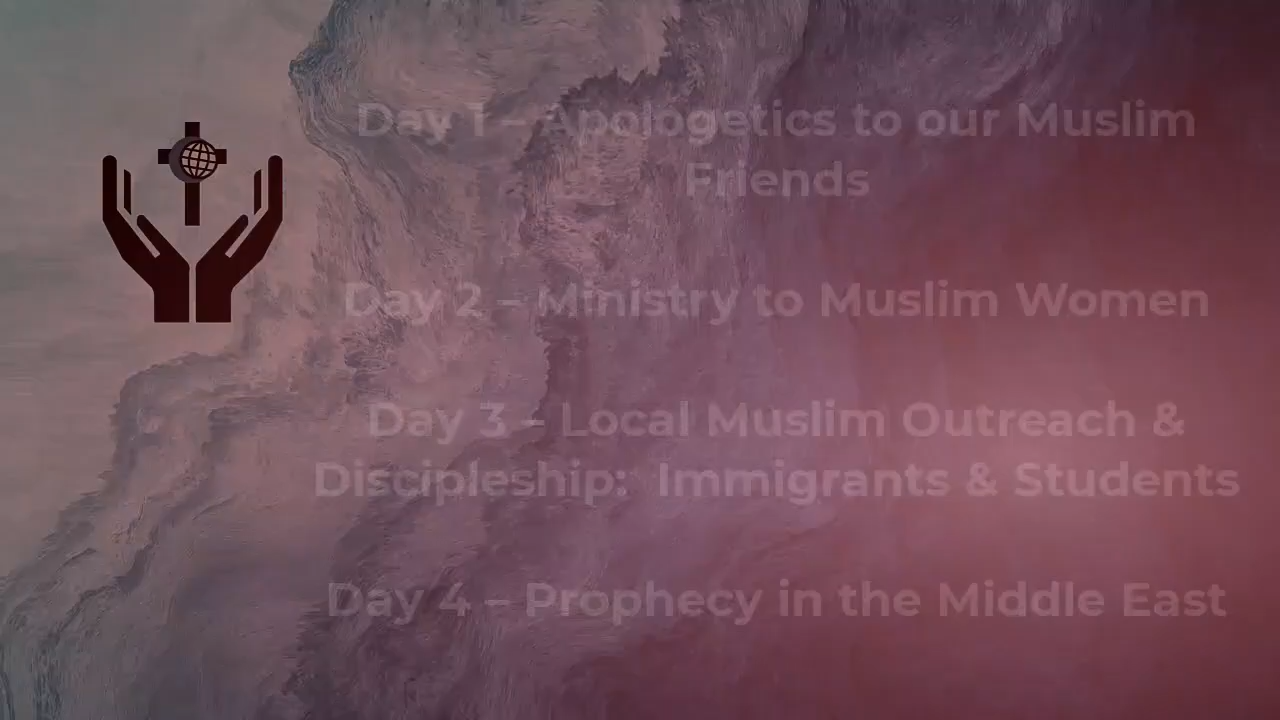 Day 1 – Apologetics to our Muslim
Friends
Day 2 – Ministry to Muslim Women
Day 3 – Local Muslim Outreach &
Discipleship:  Immigrants & Students
Day 4 – Prophecy in the Middle East